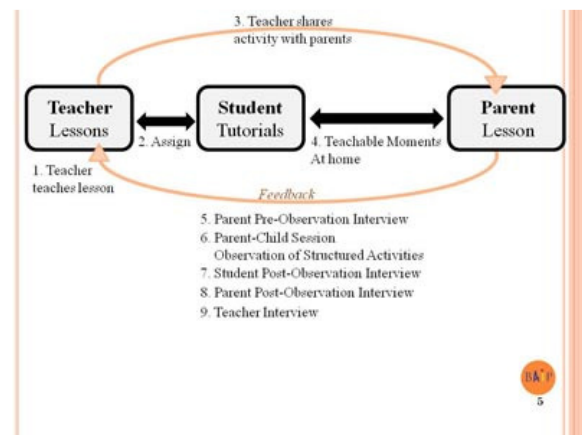 3. Teacher shares
activity with parents
Teacher
Lessons
Student
Tutorials
Parent
Lesson
2. Assign
4. Teachable Moments
At home
1. Teacher
teaches lesson
Feedback
5. Parent Pre-Observation Interview
6. Parent-Child Session
Observation of Structured Activities
7. Student Post-Observation Interview
8. Parent Post-Observation Interview
9. Teacher Interview
5